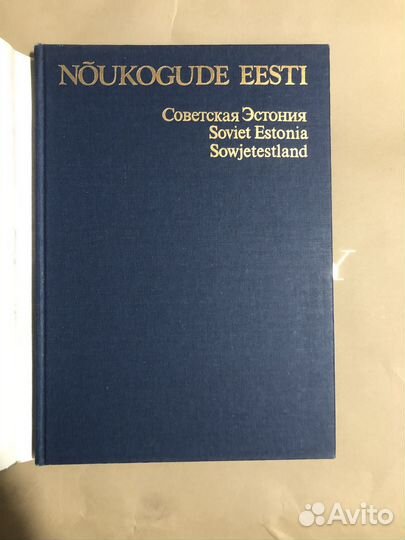 NÕUKOGUDE EESTI
Советская Эстония
Soviet Estonia
Sowjetestland
Avito